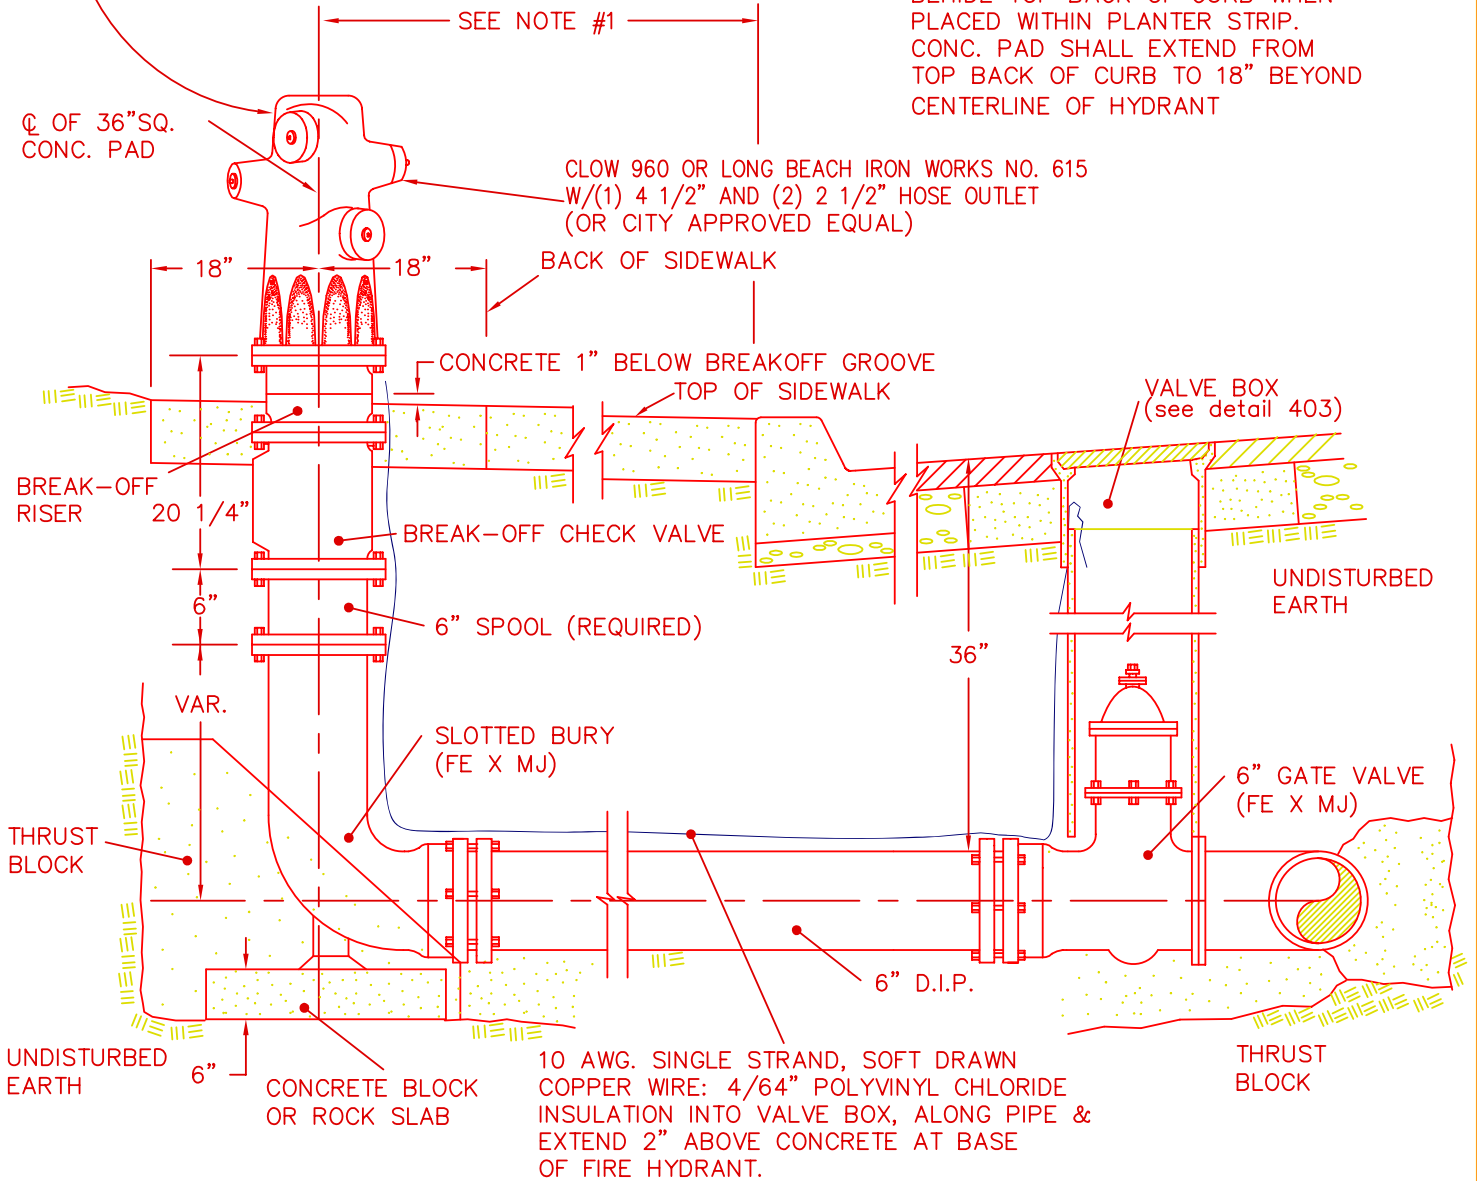 SEE NOTE #1
PLACED WITHIN PLANTER STRIP.
CONC. PAD SHALL EXTEND FROM
TOP BACK OF CURB TO 18" BEYOND
CENTERLINE OF HYDRANT
℄ OF 36"SQ.
CONC. PAD
CLOW 960 OR LONG BEACH IRON WORKS NO. 615
W/(1) 4 1/2" AND (2) 2 1/2" HOSE OUTLET
(OR CITY APPROVED EQUAL)
18"
18"
BACK OF SIDEWALK
CONCRETE 1" BELOW BREAKOFF GROOVE
TOP OF SIDEWALK
VALVE BOX
(see detail 403)
BREAK-OFF
RISER
20 1/4"
BREAK-OFF CHECK VALVE
UNDISTURBED
EARTH
6"
6" SPOOL (REQUIRED)
36"
VAR.
SLOTTED BURY
(FE X MJ)
6" GATE VALVE
(FE X MJ)
THRUST
BLOCK
6" D.I.P.
UNDISTURBED
EARTH
6"
CONCRETE BLOCK
OR ROCK SLAB
10 AWG. SINGLE STRAND, SOFT DRAWN
COPPER WIRE: 4/64" POLYVINYL CHLORIDE
INSULATION INTO VALVE BOX, ALONG PIPE &
EXTEND 2" ABOVE CONCRETE AT BASE
OF FIRE HYDRANT.
THRUST
BLOCK